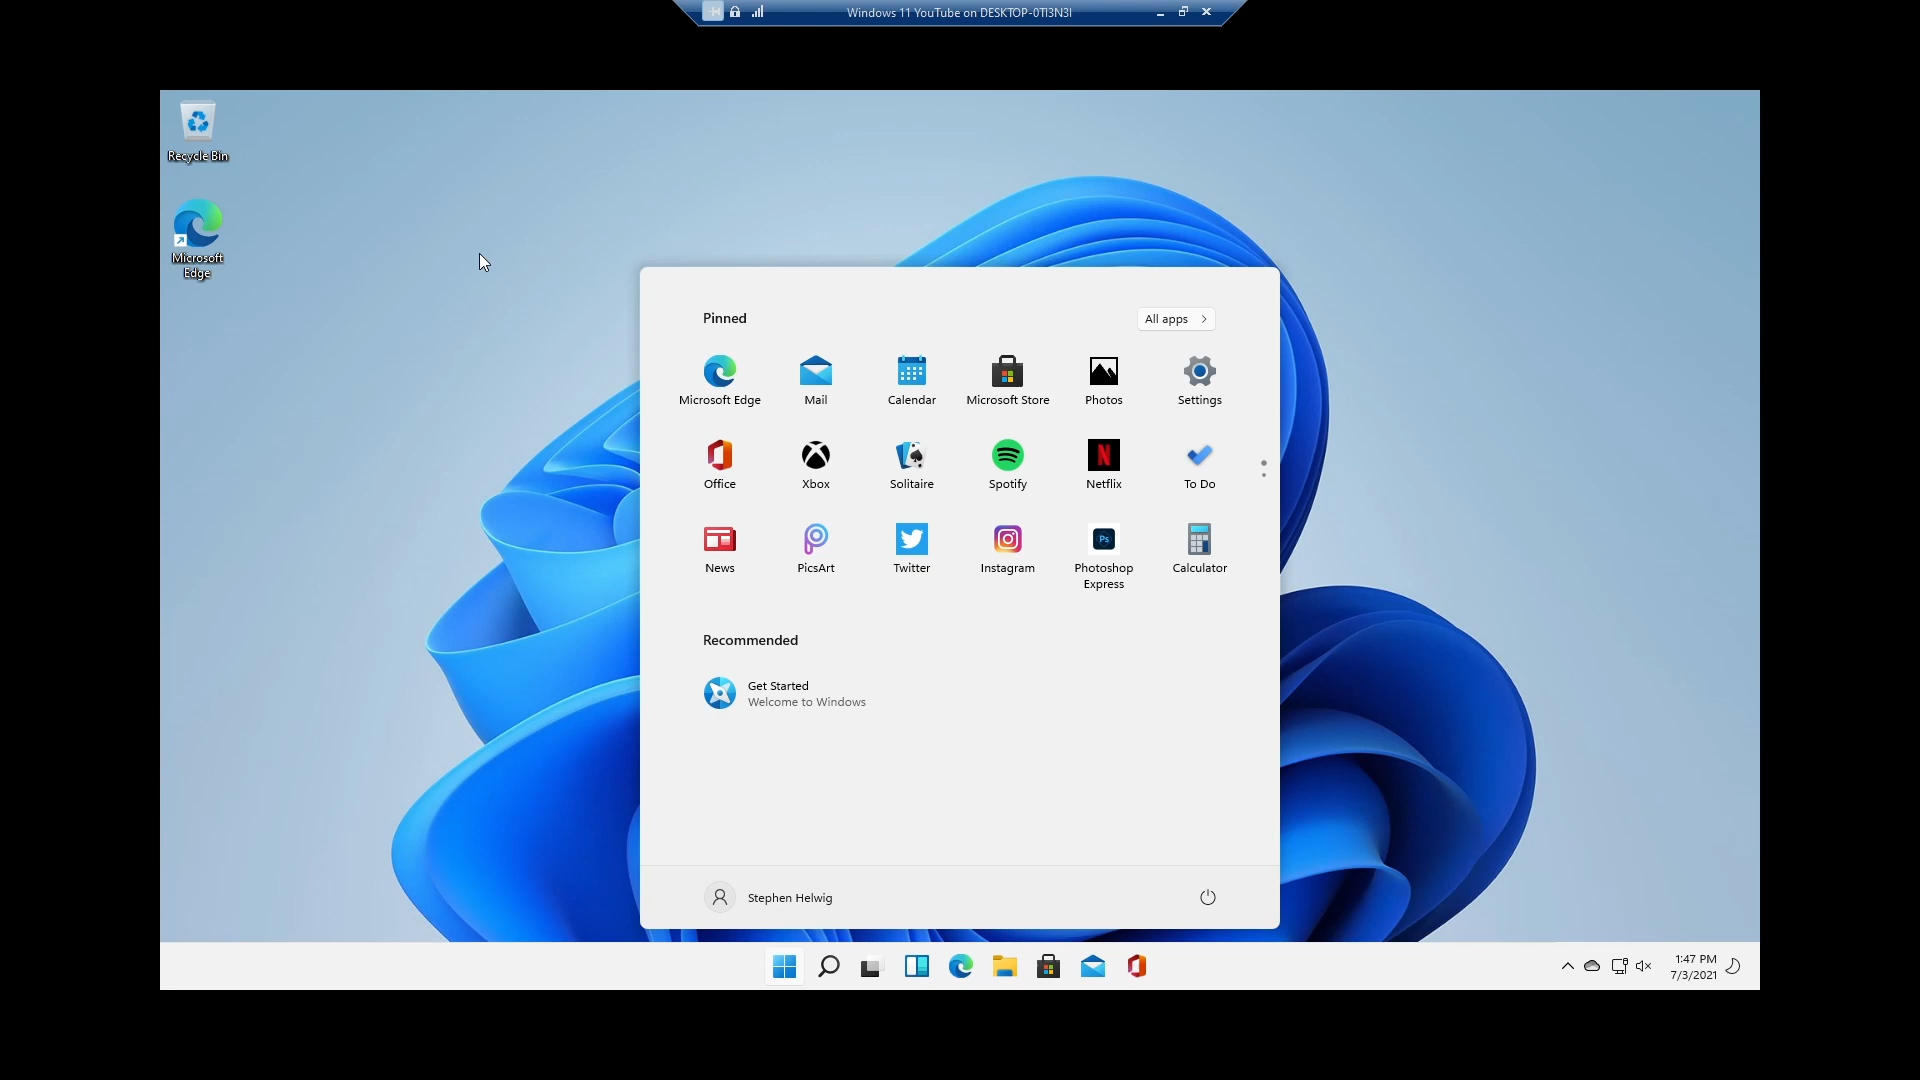 Windows 11 YouTube on DESKTOP-0TI3N3I
Recycle Bin
Microsoft
Edge
Pinned
All apps
Microsoft Edge
Mail
Calendar
Microsoft Store
Photos
Settings
Office
Xbox
Solitaire
Spotify
Netflix
To Do
News
PicsArt
Twitter
Instagram
Photoshop
Express
Calculator
Recommended
Get Started
Welcome to Windows
Stephen Helwig
1:47 PM
7/3/2021